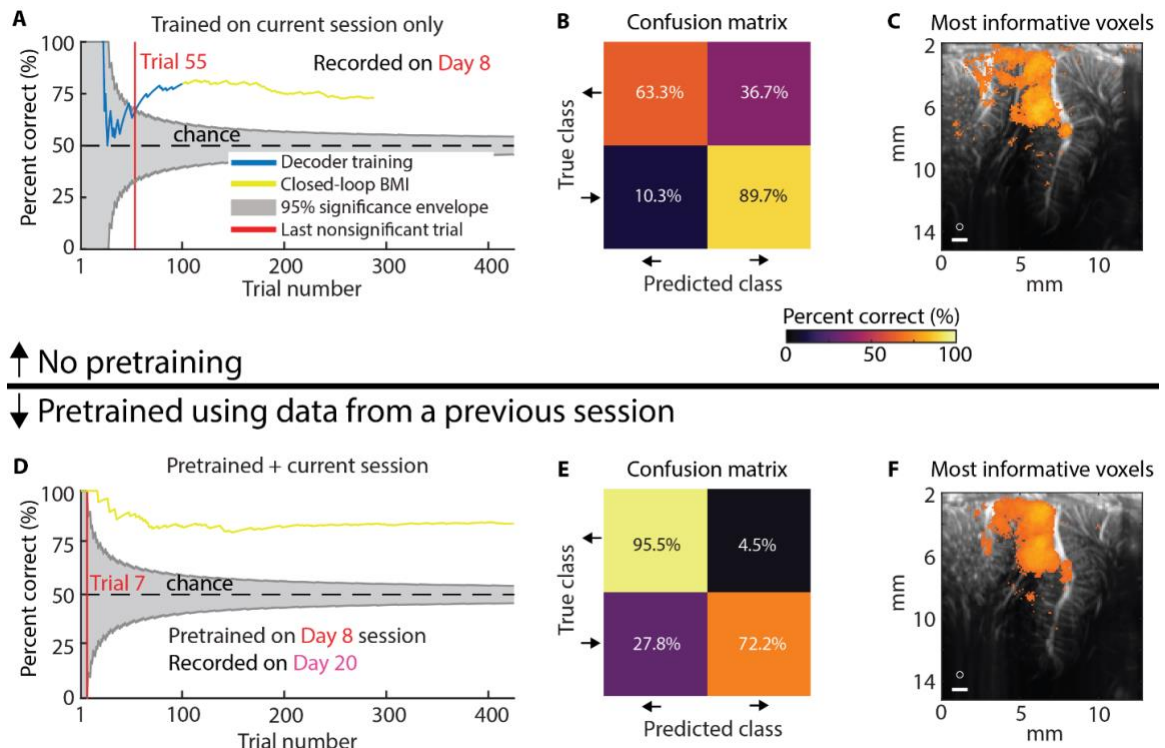 A Trained on current session only
Percent correct (%)
100
75
50
25
0
Trial 55
Recorded on Day 8
chance
Decoder training
Closed-loop BMI
95% significance envelope
Last nonsignificant trial
1 100 200 300 400
Trial number
B Confusion matrix
True class
← 63.3% 36.7%
→ 10.3% 89.7%
← →
Predicted class
C Most informative voxels
mm
2
6
10
14
0 5 10
mm
Percent correct (%)
0 50 100
↑ No pretraining
↓ Pretrained using data from a previous session
D Pretrained + current session
Percent correct (%)
100
75
50
25
0
Trial 7 chance
Pretrained on Day 8 session
Recorded on Day 20
1 100 200 300 400
Trial number
E Confusion matrix
True class
← 95.5% 4.5%
→ 27.8% 72.2%
← →
Predicted class
F Most informative voxels
mm
2
6
10
14
0 5 10
mm